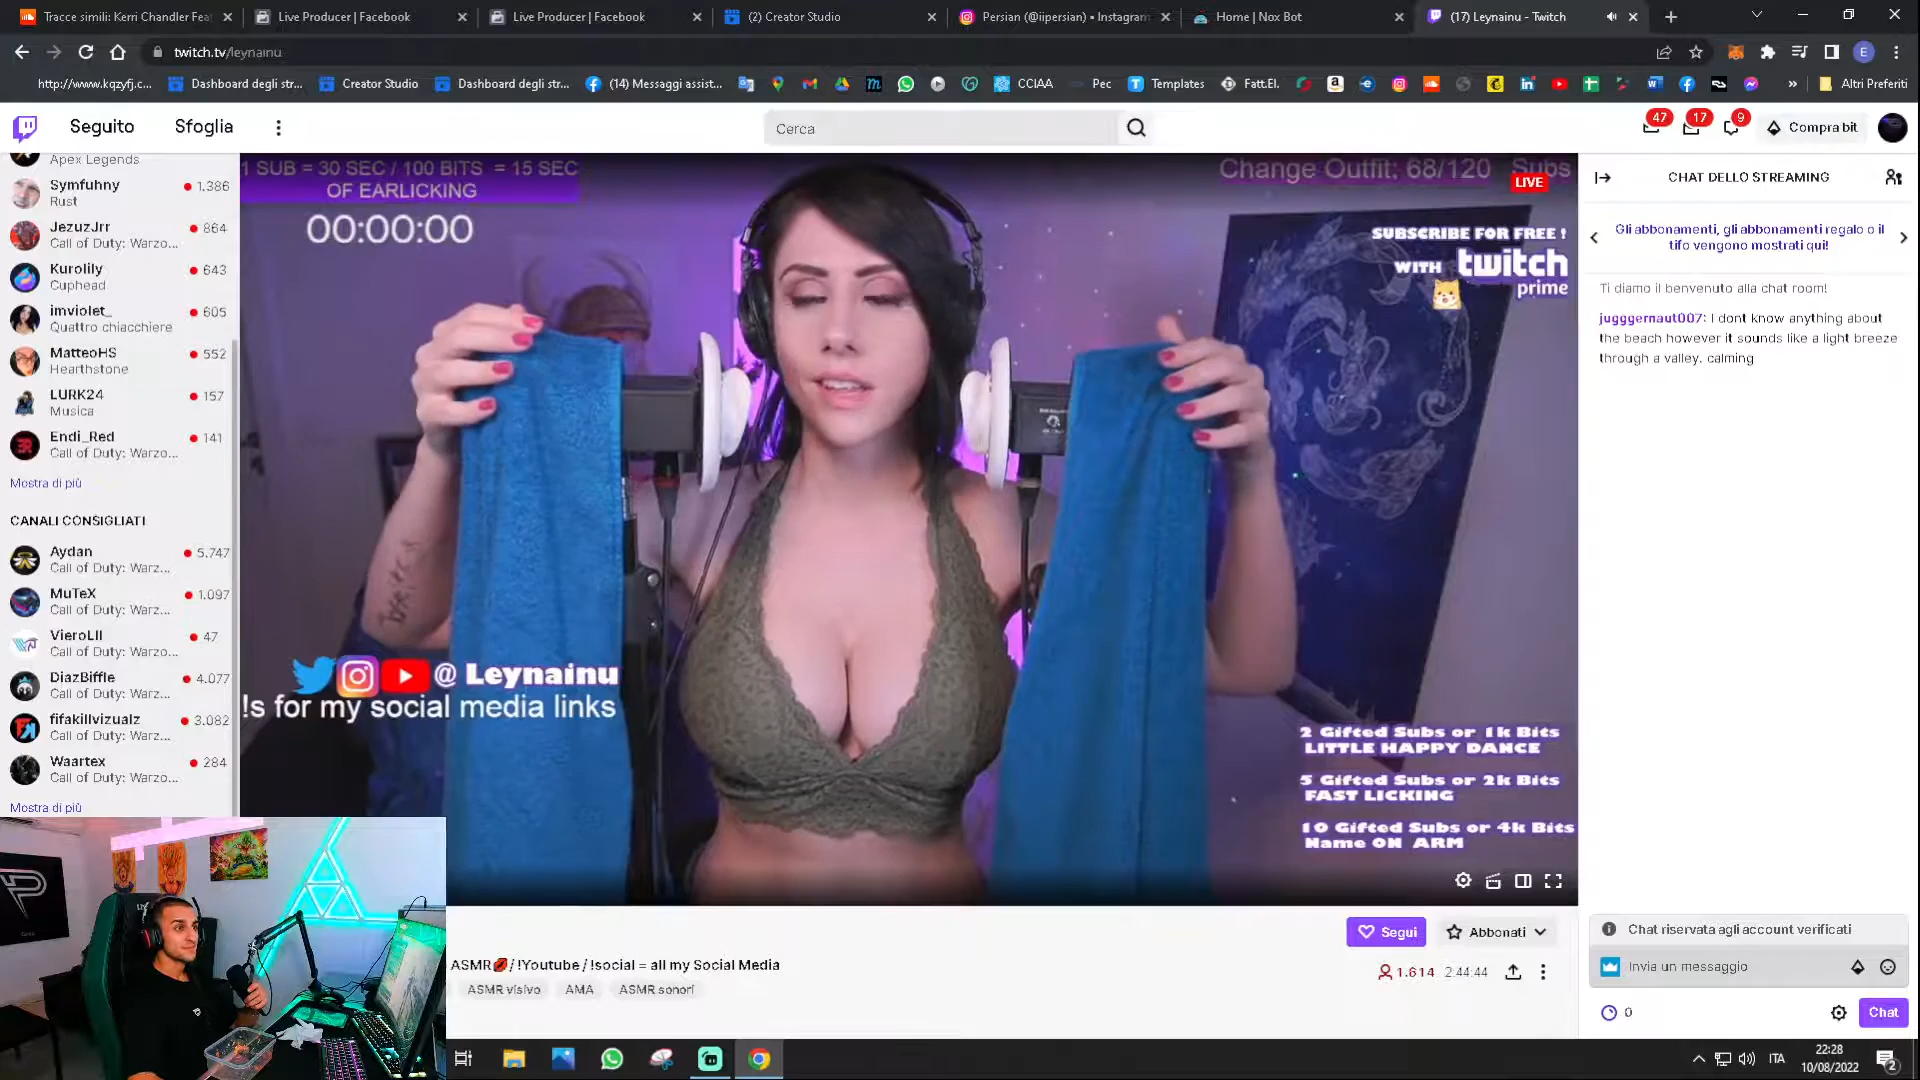 Tracce simili: Kerri Chandler Fea
Live Producer | Facebook
Live Producer | Facebook
(2) Creator Studio
Persian (@iipersian) • Instagram
Home | Nox Bot
(17) Leynainu - Twitch
twitch.tv/leynainu
E
http://www.kqzyfj.c...
Dashboard degli str...
Creator Studio
Dashboard degli str...
(14) Messaggi assist...
CCIAA
Pec
Templates
Fatt.El.
Altri Preferiti
Seguito
Sfoglia
Cerca
47
17
9
Compra bit
Apex Legends
Symfuhny
1.386
Rust
JezuzJrr
864
Call of Duty: Warzo...
Kurolily
643
Cuphead
imviolet_
605
Quattro chiacchiere
MatteoHS
552
Hearthstone
LURK24
157
Musica
Endi_Red
141
Call of Duty: Warzo...
Mostra di più
CANALI CONSIGLIATI
Aydan
5.747
Call of Duty: Warz...
MuTeX
1.097
Call of Duty: Warz...
VieroLII
47
Call of Duty: Warzo...
DiazBiffle
4.077
Call of Duty: Warzo...
fifakillvizualz
3.082
Call of Duty: Warzo...
Waartex
284
Call of Duty: Warzo...
Mostra di più
1 SUB = 30 SEC / 100 BITS = 15 SEC
OF EARLICKING
00:00:00
Change Outfit: 68/120 Subs
LIVE
SUBSCRIBE FOR FREE !
WITH twitch
prime
@ Leynainu
!s for my social media links
2 Gifted Subs or 1k Bits
LITTLE HAPPY DANCE
5 Gifted Subs or 2k Bits
FAST LICKING
10 Gifted Subs or 4k Bits
Name ON ARM
ASMR💋/ !Youtube / !social = all my Social Media
ASMR visivo
AMA
ASMR sonori
Segui
Abbonati
1.614
2:44:44
CHAT DELLO STREAMING
Gli abbonamenti, gli abbonamenti regalo o il
tifo vengono mostrati qui!
Ti diamo il benvenuto alla chat room!
jugggernaut007: I dont know anything about
the beach however it sounds like a light breeze
through a valley. calming
Chat riservata agli account verificati
Invia un messaggio
0
Chat
ITA
22:28
10/08/2022
2